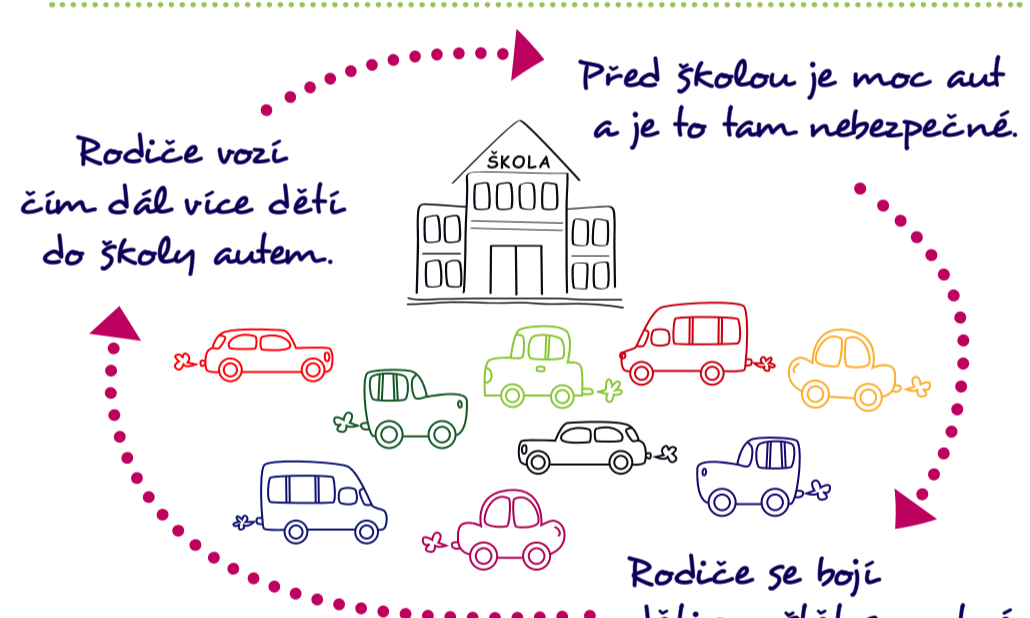 Rodiče vozí
čím dál více dětí
do školy autem.
Před školou je moc aut
a je to tam nebezpečné.
ŠKOLA
Rodiče se bojí